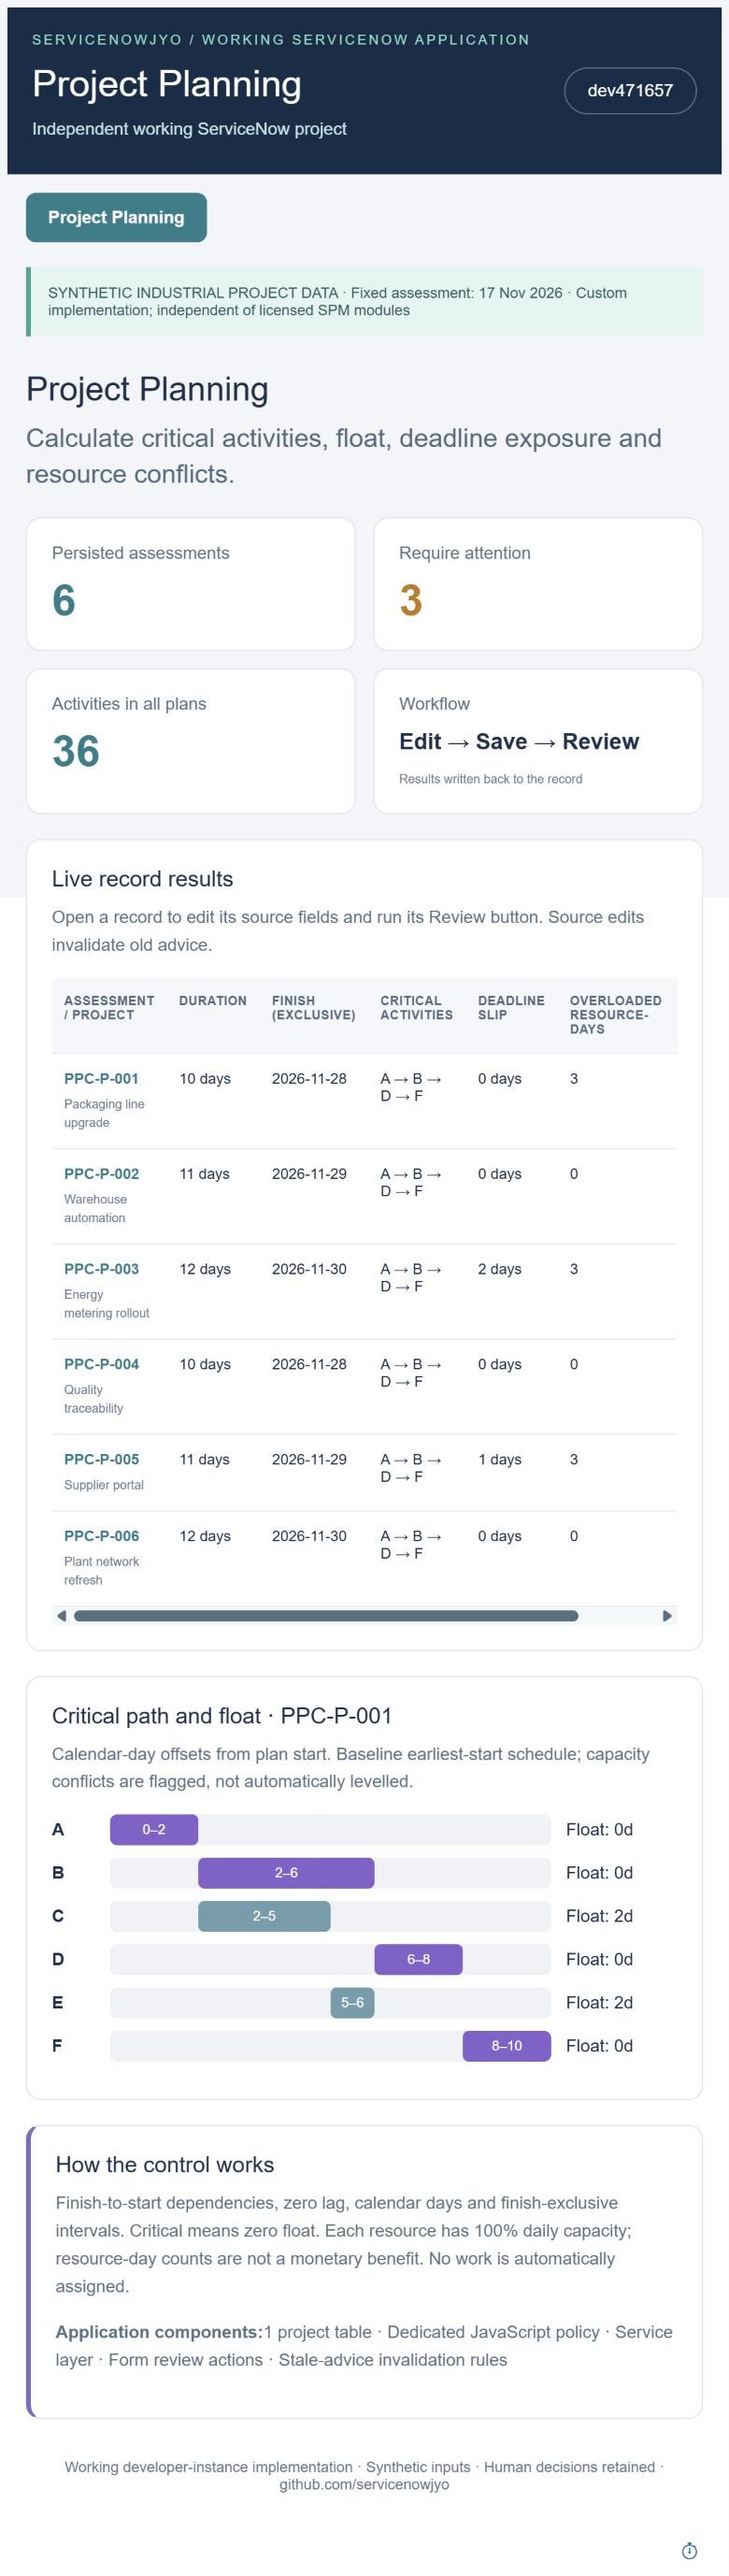 SERVICENOWJYO / WORKING SERVICENOW APPLICATION
Project Planning
Independent working ServiceNow project
dev471657
Project Planning
SYNTHETIC INDUSTRIAL PROJECT DATA · Fixed assessment: 17 Nov 2026 · Custom
implementation; independent of licensed SPM modules
Project Planning
Calculate critical activities, float, deadline exposure and
resource conflicts.
Persisted assessments
6
Require attention
3
Activities in all plans
36
Workflow
Edit → Save → Review
Results written back to the record
Live record results
Open a record to edit its source fields and run its Review button. Source edits
invalidate old advice.
ASSESSMENT / PROJECT DURATION FINISH (EXCLUSIVE) CRITICAL ACTIVITIES DEADLINE SLIP OVERLOADED RESOURCE-DAYS
PPC-P-001 10 days 2026-11-28 A → B → D → F 0 days 3
Packaging line
upgrade
PPC-P-002 11 days 2026-11-29 A → B → D → F 0 days 0
Warehouse
automation
PPC-P-003 12 days 2026-11-30 A → B → D → F 2 days 3
Energy
metering rollout
PPC-P-004 10 days 2026-11-28 A → B → D → F 0 days 0
Quality
traceability
PPC-P-005 11 days 2026-11-29 A → B → D → F 1 days 3
Supplier portal
PPC-P-006 12 days 2026-11-30 A → B → D → F 0 days 0
Plant network
refresh
Critical path and float · PPC-P-001
Calendar-day offsets from plan start. Baseline earliest-start schedule; capacity
conflicts are flagged, not automatically levelled.
A 0–2 Float: 0d
B 2–6 Float: 0d
C 2–5 Float: 2d
D 6–8 Float: 0d
E 5–6 Float: 2d
F 8–10 Float: 0d
How the control works
Finish-to-start dependencies, zero lag, calendar days and finish-exclusive
intervals. Critical means zero float. Each resource has 100% daily capacity;
resource-day counts are not a monetary benefit. No work is automatically
assigned.
Application components:1 project table · Dedicated JavaScript policy · Service
layer · Form review actions · Stale-advice invalidation rules
Working developer-instance implementation · Synthetic inputs · Human decisions retained ·
github.com/servicenowjyo